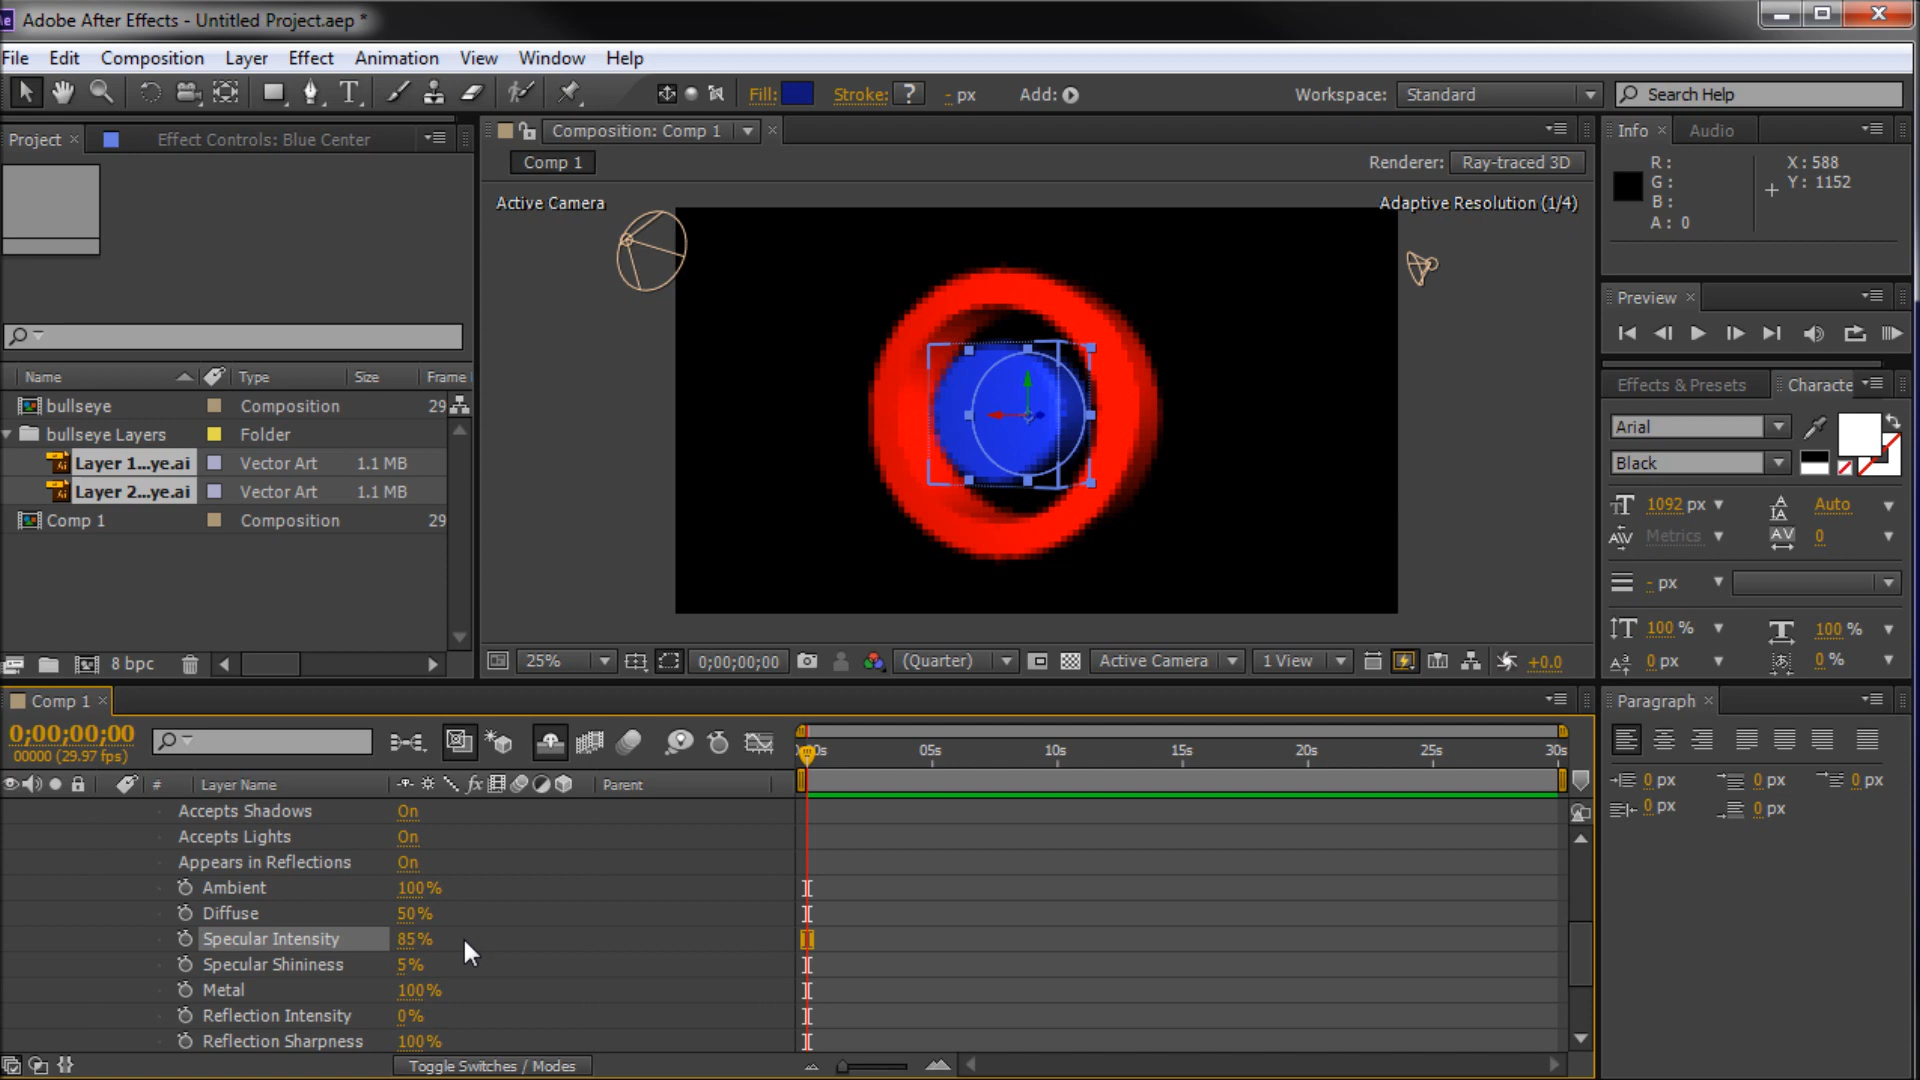 Adobe After Effects - Untitled Project.aep *
File Edit Composition Layer Effect Animation View Window Help
Fill: Stroke: ? - px Add: Workspace: Standard Search Help
Project Effect Controls: Blue Center
Composition: Comp 1
Comp 1
Renderer: Ray-traced 3D
Active Camera
Adaptive Resolution (1/4)
Name Type Size Frame
bullseye Composition 29
bullseye Layers Folder
Layer 1...ye.ai Vector Art 1.1 MB
Layer 2...ye.ai Vector Art 1.1 MB
Comp 1 Composition 29
8 bpc
25% 0;00;00;00 (Quarter) Active Camera 1 View +0.0
Info Audio
R: X: 588
G: Y: 1152
B:
A: 0
Preview
Effects & Presets Characte
Arial
Black
1092 px Auto
Metrics 0
- px
100 % 100 %
0 px 0 %
Paragraph
0 px 0 px 0 px
0 px 0 px
Comp 1
0;00;00;00
00000 (29.97 fps)
05s 10s 15s 20s 25s 30s
# Layer Name fx Parent
Accepts Shadows On
Accepts Lights On
Appears in Reflections On
Ambient 100%
Diffuse 50%
Specular Intensity 85%
Specular Shininess 5%
Metal 100%
Reflection Intensity 0%
Reflection Sharpness 100%
Toggle Switches / Modes